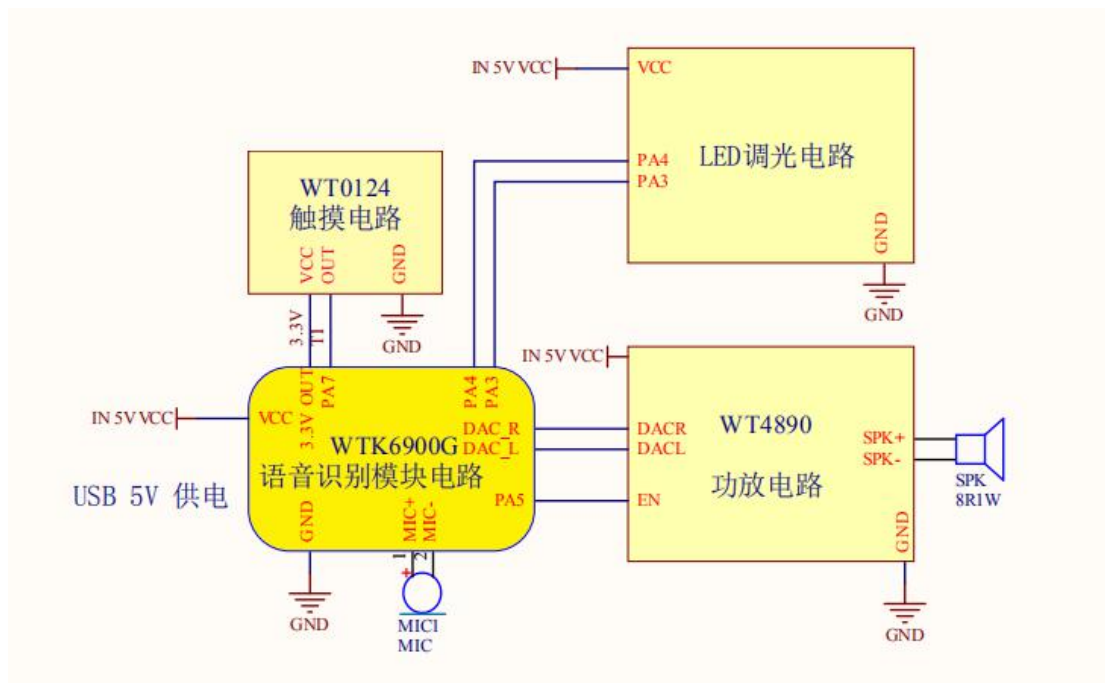 IN 5V VCC
VCC
LED调光电路
PA4
PA3
GND
GND
WT0124
触摸电路
VCC
OUT
GND
3.3V
T1
GND
IN 5V VCC
VCC
3.3V OUT
PA7
PA4
PA3
DAC_R
DAC_L
WTK6900G
语音识别模块电路
PA5
GND
MIC+
MIC-
USB 5V 供电
1
2
+
GND
MIC1
MIC
IN 5V VCC
DACR
DACL
EN
WT4890
功放电路
SPK+
SPK-
GND
SPK
8R1W
GND